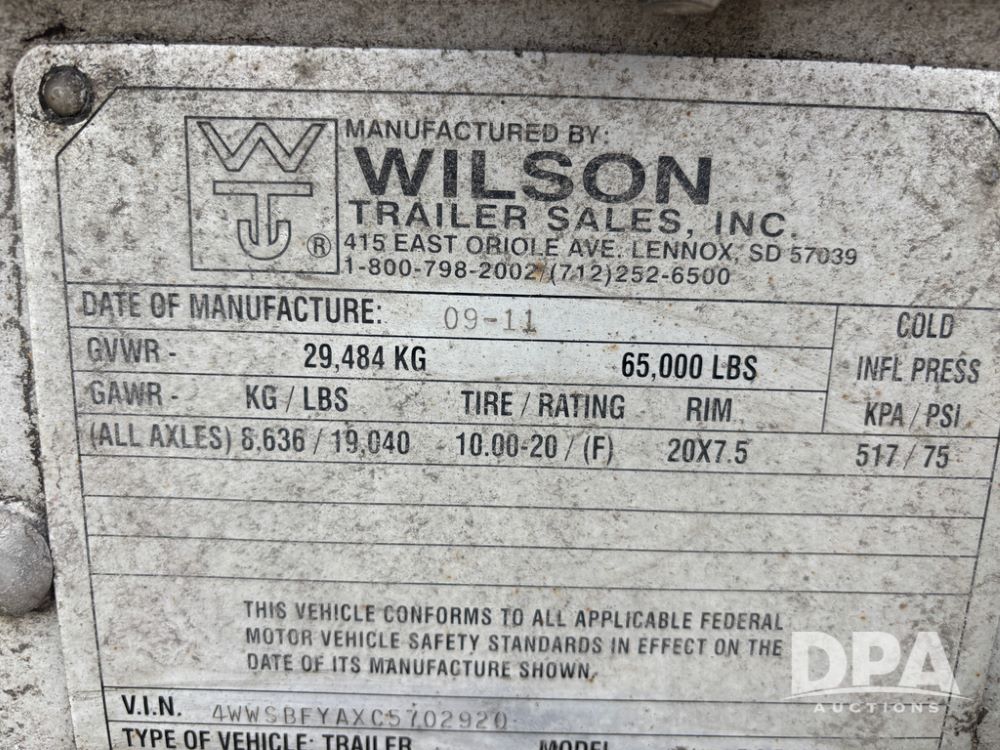 MANUFACTURED BY:
WILSON
TRAILER SALES, INC.
415 EAST ORIOLE AVE. LENNOX, SD 57039
1-800-798-2002/(712)252-6500
WTJ ®
DATE OF MANUFACTURE: 09-11
COLD
INFL PRESS
KPA / PSI
GVWR - 29,484 KG 65,000 LBS
GAWR - KG / LBS TIRE / RATING RIM
(ALL AXLES) 8,636 / 19,040 10.00-20 / (F) 20X7.5 517 / 75
THIS VEHICLE CONFORMS TO ALL APPLICABLE FEDERAL
MOTOR VEHICLE SAFETY STANDARDS IN EFFECT ON THE
DATE OF ITS MANUFACTURE SHOWN.
V.I.N. 4WWSBFYAXC5702920
TYPE OF VEHICLE: TRAILER MODEL
DPA
AUCTIONS